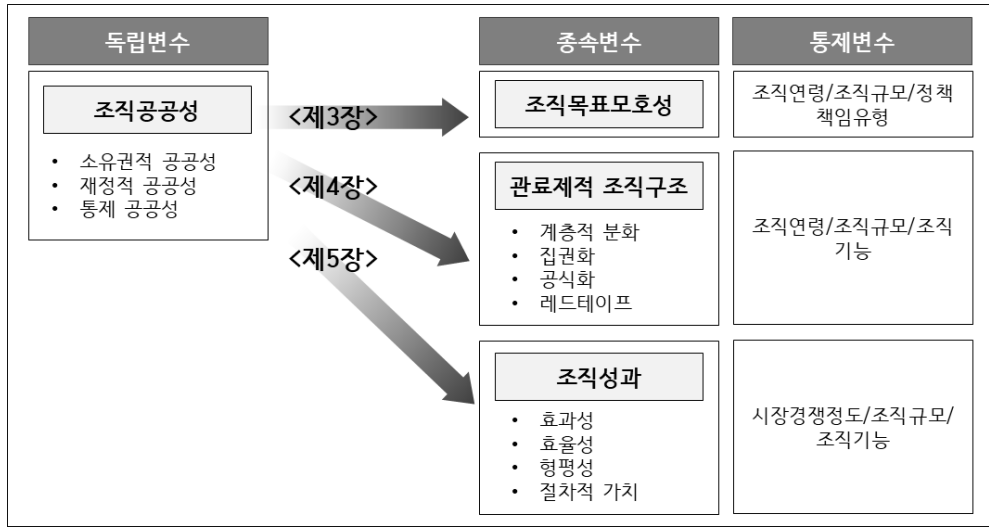 독립변수
종속변수
통제변수
조직공공성
• 소유권적 공공성
• 재정적 공공성
• 통제 공공성
<제3장>
<제4장>
<제5장>
조직목표모호성
조직연령/조직규모/정책
책임유형
관료제적 조직구조
• 계층적 분화
• 집권화
• 공식화
• 레드테이프
조직연령/조직규모/조직
기능
조직성과
• 효과성
• 효율성
• 형평성
• 절차적 가치
시장경쟁정도/조직규모/
조직기능